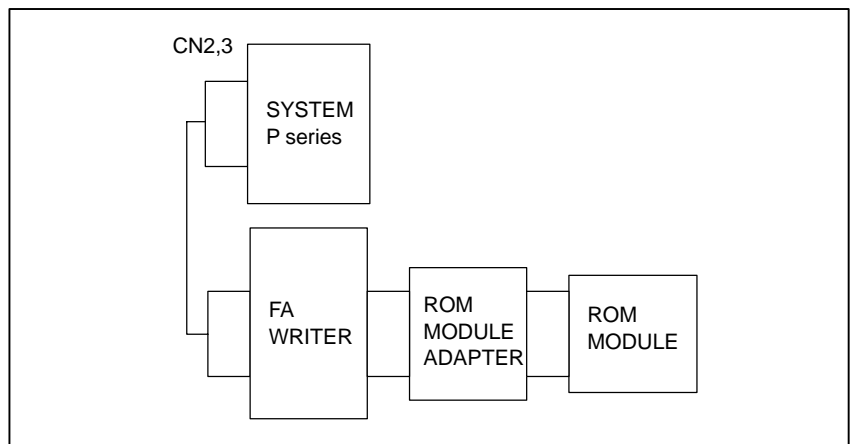 CN2,3
SYSTEM
P series
FA
WRITER
ROM
MODULE
ADAPTER
ROM
MODULE